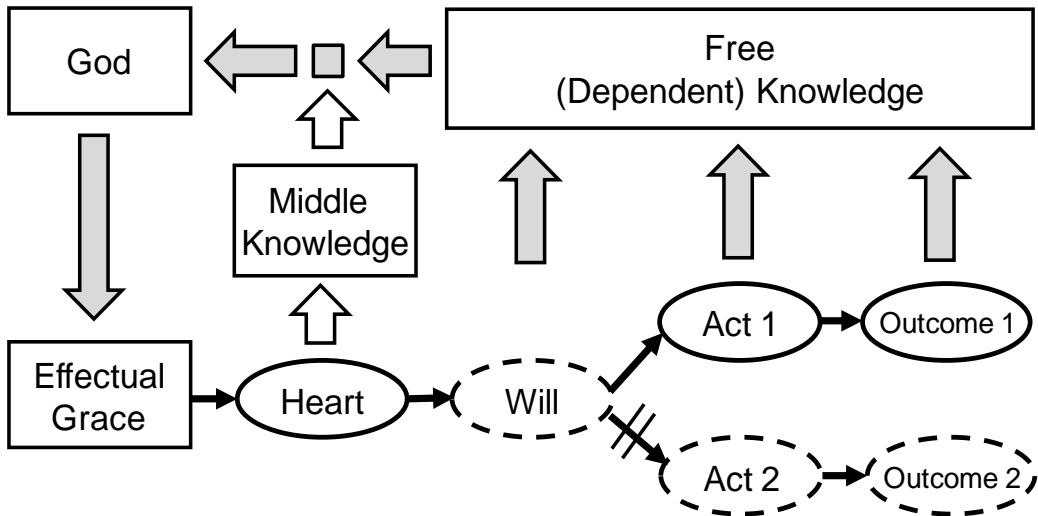 God
Free
(Dependent) Knowledge
Middle
Knowledge
Effectual
Grace
Heart
Will
Act 1
Outcome 1
Act 2
Outcome 2